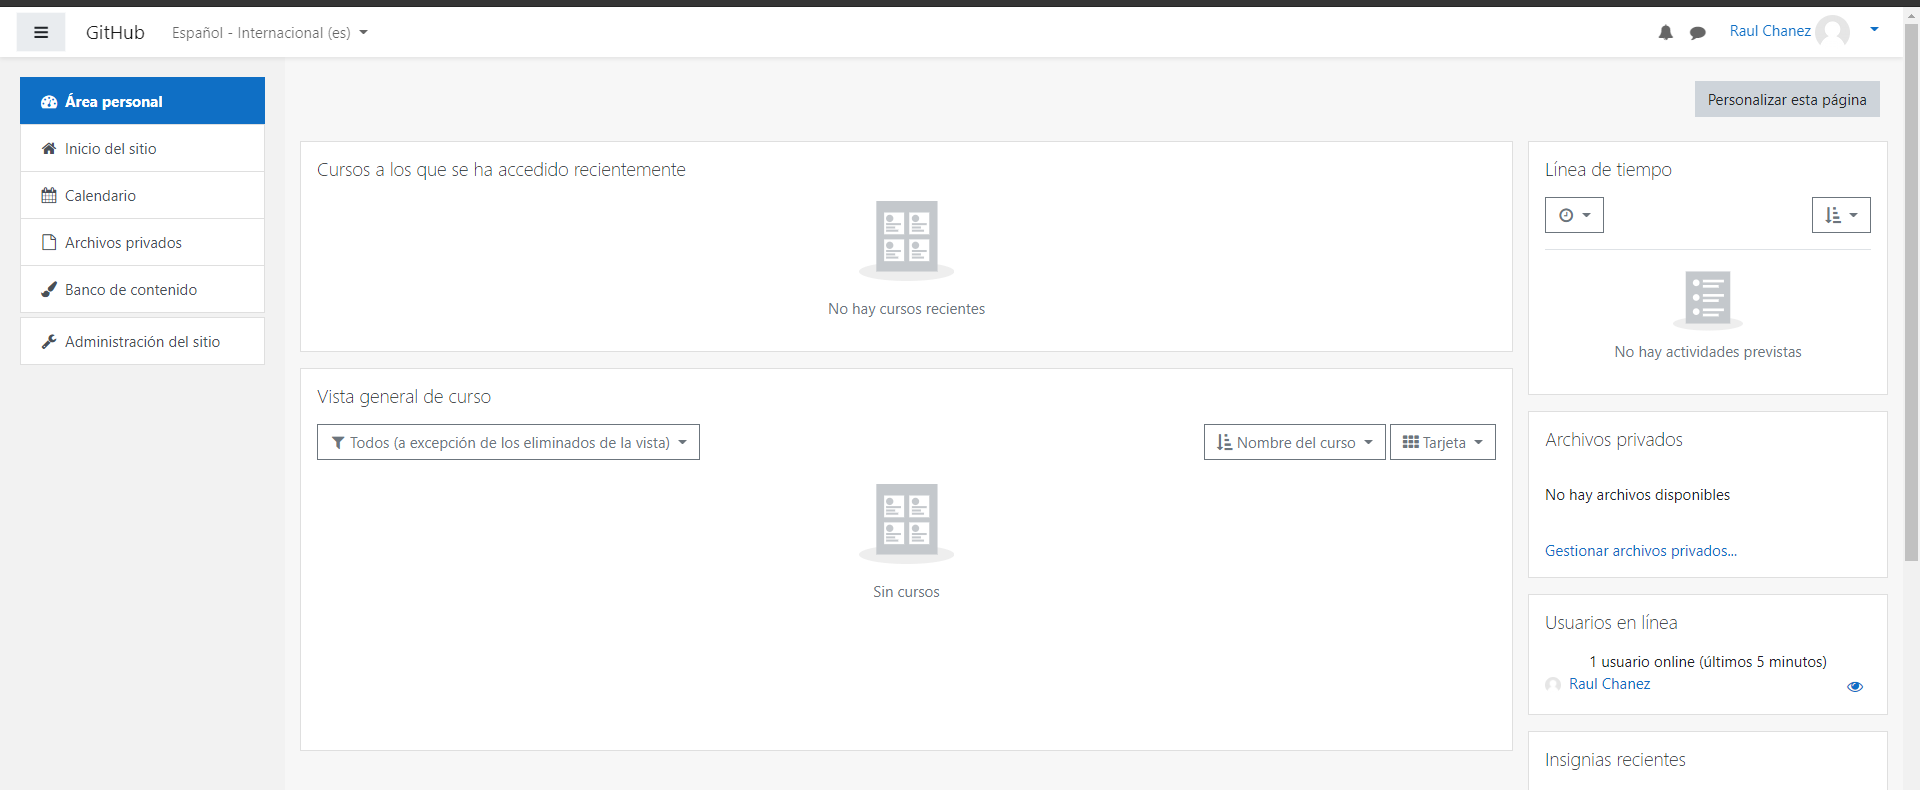 GitHub
Español - Internacional (es)
Raul Chanez
Área personal
Inicio del sitio
Calendario
Archivos privados
Banco de contenido
Administración del sitio
Personalizar esta página
Cursos a los que se ha accedido recientemente
No hay cursos recientes
Vista general de curso
Todos (a excepción de los eliminados de la vista)
Nombre del curso
Tarjeta
Sin cursos
Línea de tiempo
No hay actividades previstas
Archivos privados
No hay archivos disponibles
Gestionar archivos privados...
Usuarios en línea
1 usuario online (últimos 5 minutos)
Raul Chanez
Insignias recientes